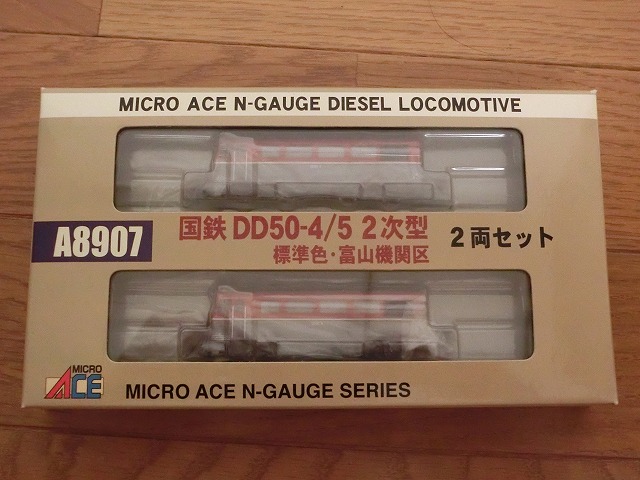 MICRO ACE N-GAUGE DIESEL LOCOMOTIVE
A8907
国鉄 DD50-4/5 2次型
標準色・富山機関区
2両セット
MICRO
ACE
MICRO ACE N-GAUGE SERIES